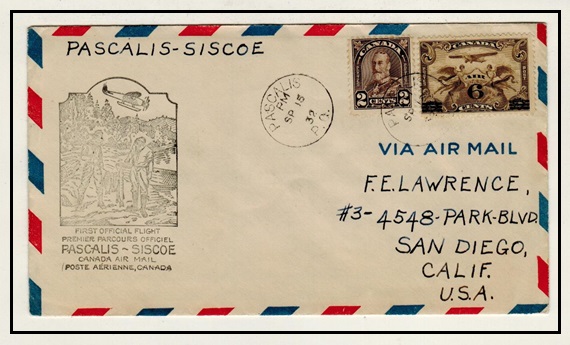 PASCALIS-SISCOE
CANADA
2 CENTS 2
CANADA
AIR
6
CENTS
PASCALIS
PM
SP 15
32
P.Q.
VIA AIR MAIL
F.E. LAWRENCE,
#3-4548-PARK-BLVD.
SAN DIEGO,
CALIF.
U.S.A.
FIRST OFFICIAL FLIGHT
PREMIER PARCOURS OFFICIEL
PASCALIS ~ SISCOE
CANADA AIR MAIL
POSTE AÉRIENNE, CANADA